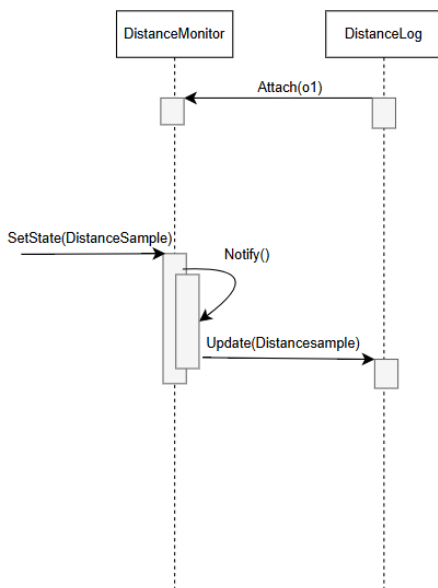 DistanceMonitor
DistanceLog
Attach(o1)
SetState(DistanceSample)
Notify()
Update(Distancesample)